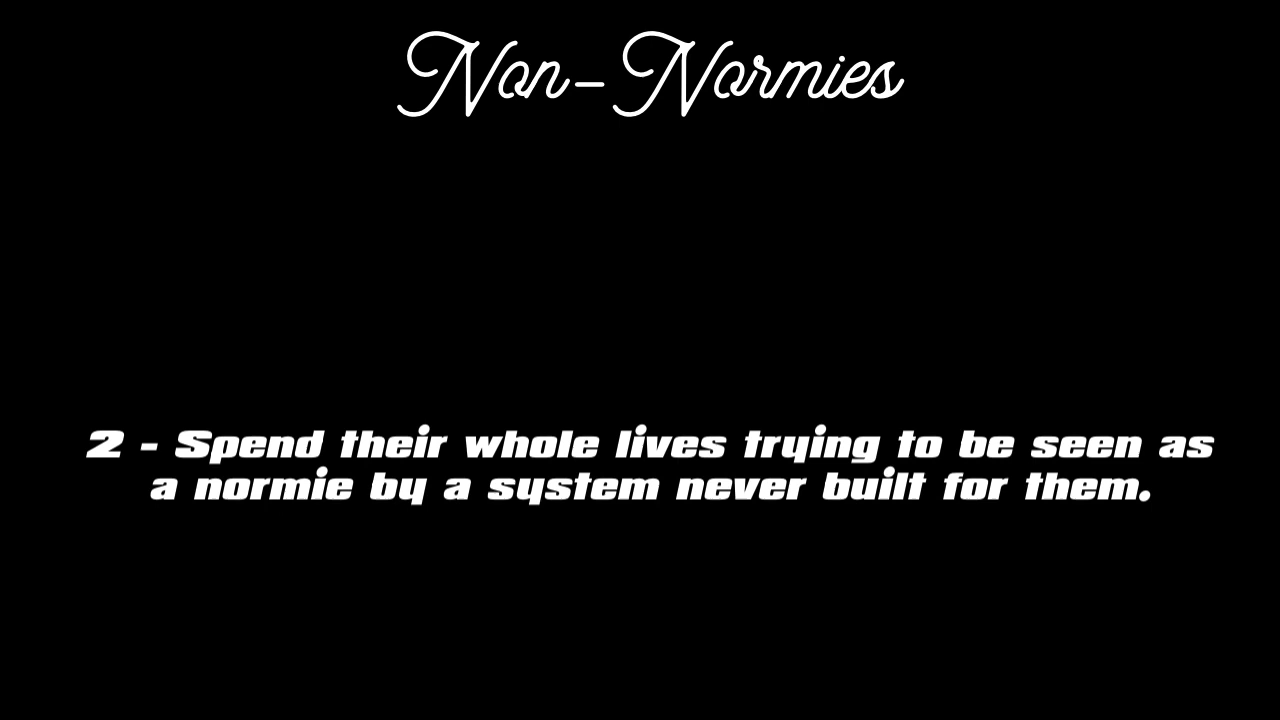 Non-Normies
2 - Spend their whole lives trying to be seen as
a normie by a system never built for them.